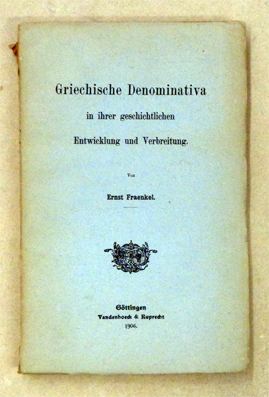 Griechische Denominativa
in ihrer geschichtlichen
Entwicklung und Verbreitung.
Von
Ernst Fraenkel.
Göttingen
Vandenhoeck & Ruprecht
1906.